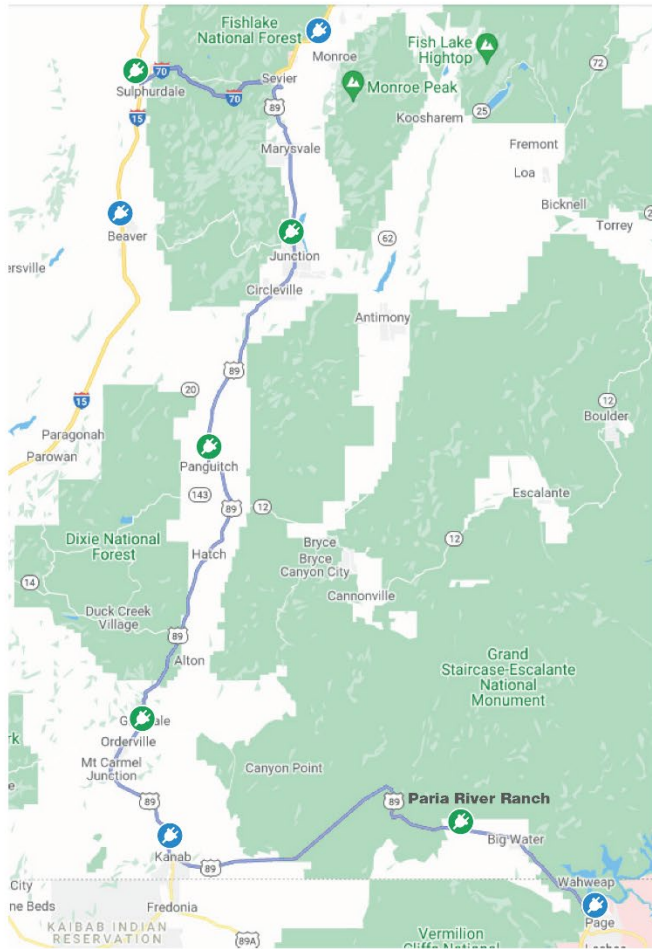 Fishlake
National Forest
Monroe
Fish Lake
Hightop
70
Sulphurdale
Sevier
72
70
15
89
Monroe Peak
Koosharem
25
Marysvale
Fremont
Loa
Bicknell
Beaver
Torrey
ersville
62
Junction
Circleville
Antimony
89
20
15
12
Boulder
Paragonah
Parowan
Panguitch
Escalante
143
89
12
Dixie National
Forest
12
Bryce
Bryce
Canyon City
Hatch
14
Cannonville
Duck Creek
Village
89
Alton
Grand
Staircase-Escalante
National
Monument
rk
Orderville
Mt Carmel
Junction
Canyon Point
89
89
Paria River Ranch
Big Water
Kanab
89
City
ne Beds
Fredonia
Wahweap
KAIBAB INDIAN
RESERVATION
89A
Vermilion
Page